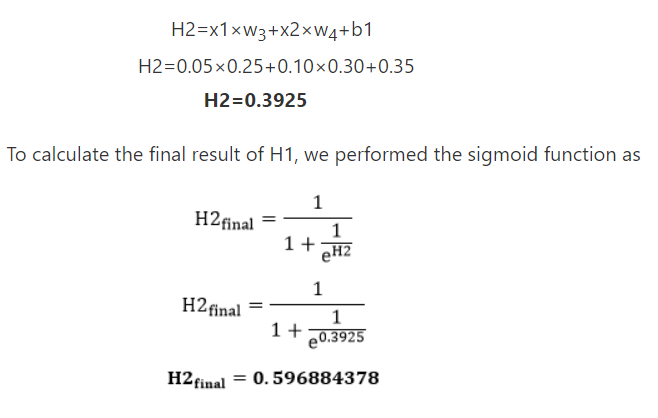 H2=x1×w₃+x2×w₄+b1
H2=0.05×0.25+0.10×0.30+0.35
H2=0.3925
To calculate the final result of H1, we performed the sigmoid function as
1
H2final =
1 +
1
e^H2
1
H2final =
1 +
1
e^0.3925
H2final = 0.596884378